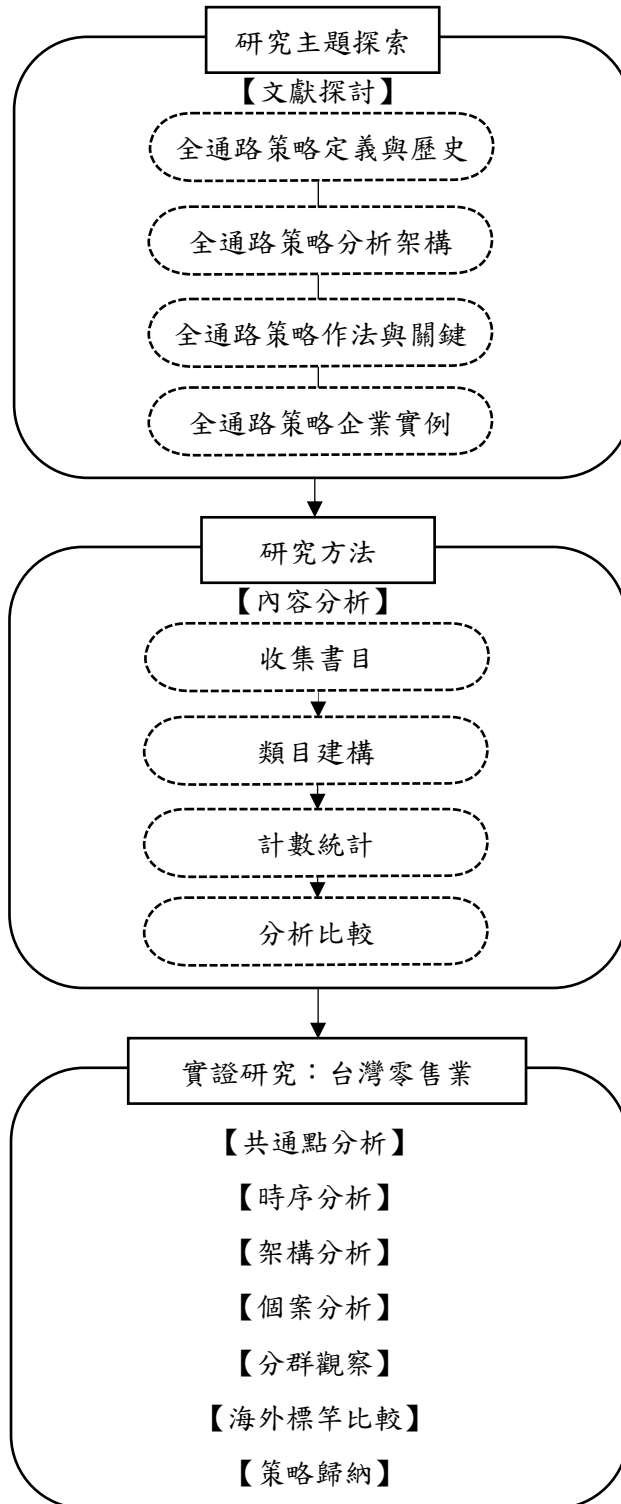 研究主題探索
【文獻探討】
全通路策略定義與歷史
全通路策略分析架構
全通路策略作法與關鍵
全通路策略企業實例
研究方法
【內容分析】
收集書目
類目建構
計數統計
分析比較
實證研究：台灣零售業
【共通點分析】
【時序分析】
【架構分析】
【個案分析】
【分群觀察】
【海外標竿比較】
【策略歸納】